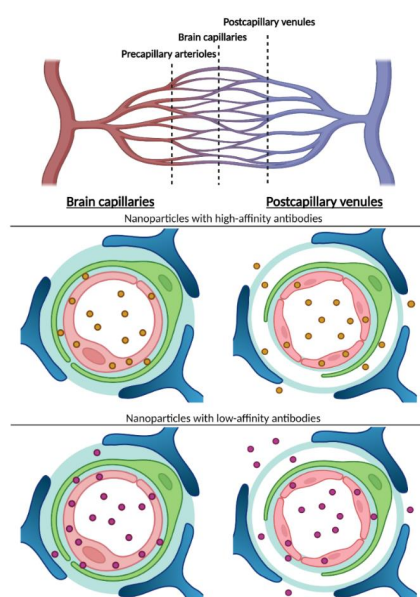 Postcapillary venules
Brain capillaries
Precapillary arterioles
Brain capillaries
Postcapillary venules
Nanoparticles with high-affinity antibodies
Nanoparticles with low-affinity antibodies